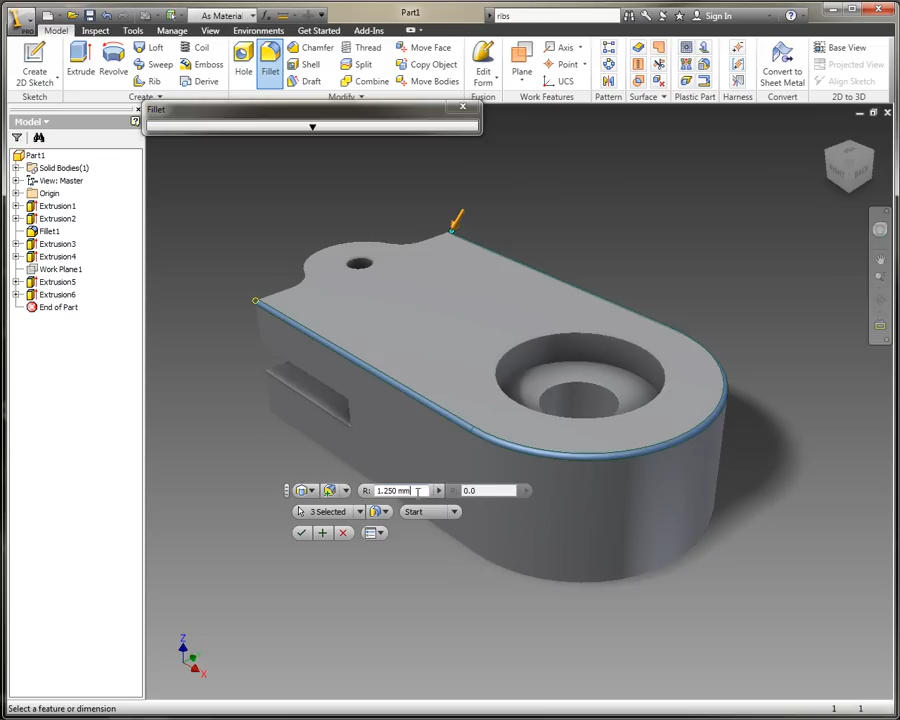 As Material
Part1
ribs
Sign In
PRO
Model Inspect Tools Manage View Environments Get Started Add-Ins
Create 2D Sketch
Extrude
Revolve
Loft
Sweep
Rib
Coil
Emboss
Derive
Hole
Fillet
Chamfer
Shell
Draft
Thread
Split
Combine
Move Face
Copy Object
Move Bodies
Edit Form
Plane
Axis
Point
UCS
Convert to Sheet Metal
Base View
Projected View
Align Sketch
Sketch
Create
Modify
Fusion
Work Features
Pattern
Surface
Plastic Part
Harness
Convert
2D to 3D
Model
Fillet
Part1
Solid Bodies(1)
View: Master
Origin
Extrusion1
Extrusion2
Fillet1
Extrusion3
Extrusion4
Work Plane1
Extrusion5
Extrusion6
End of Part
RIGHT
BACK
R: 1.250 mm
0.0
3 Selected
Start
Z
X
Select a feature or dimension
1 1